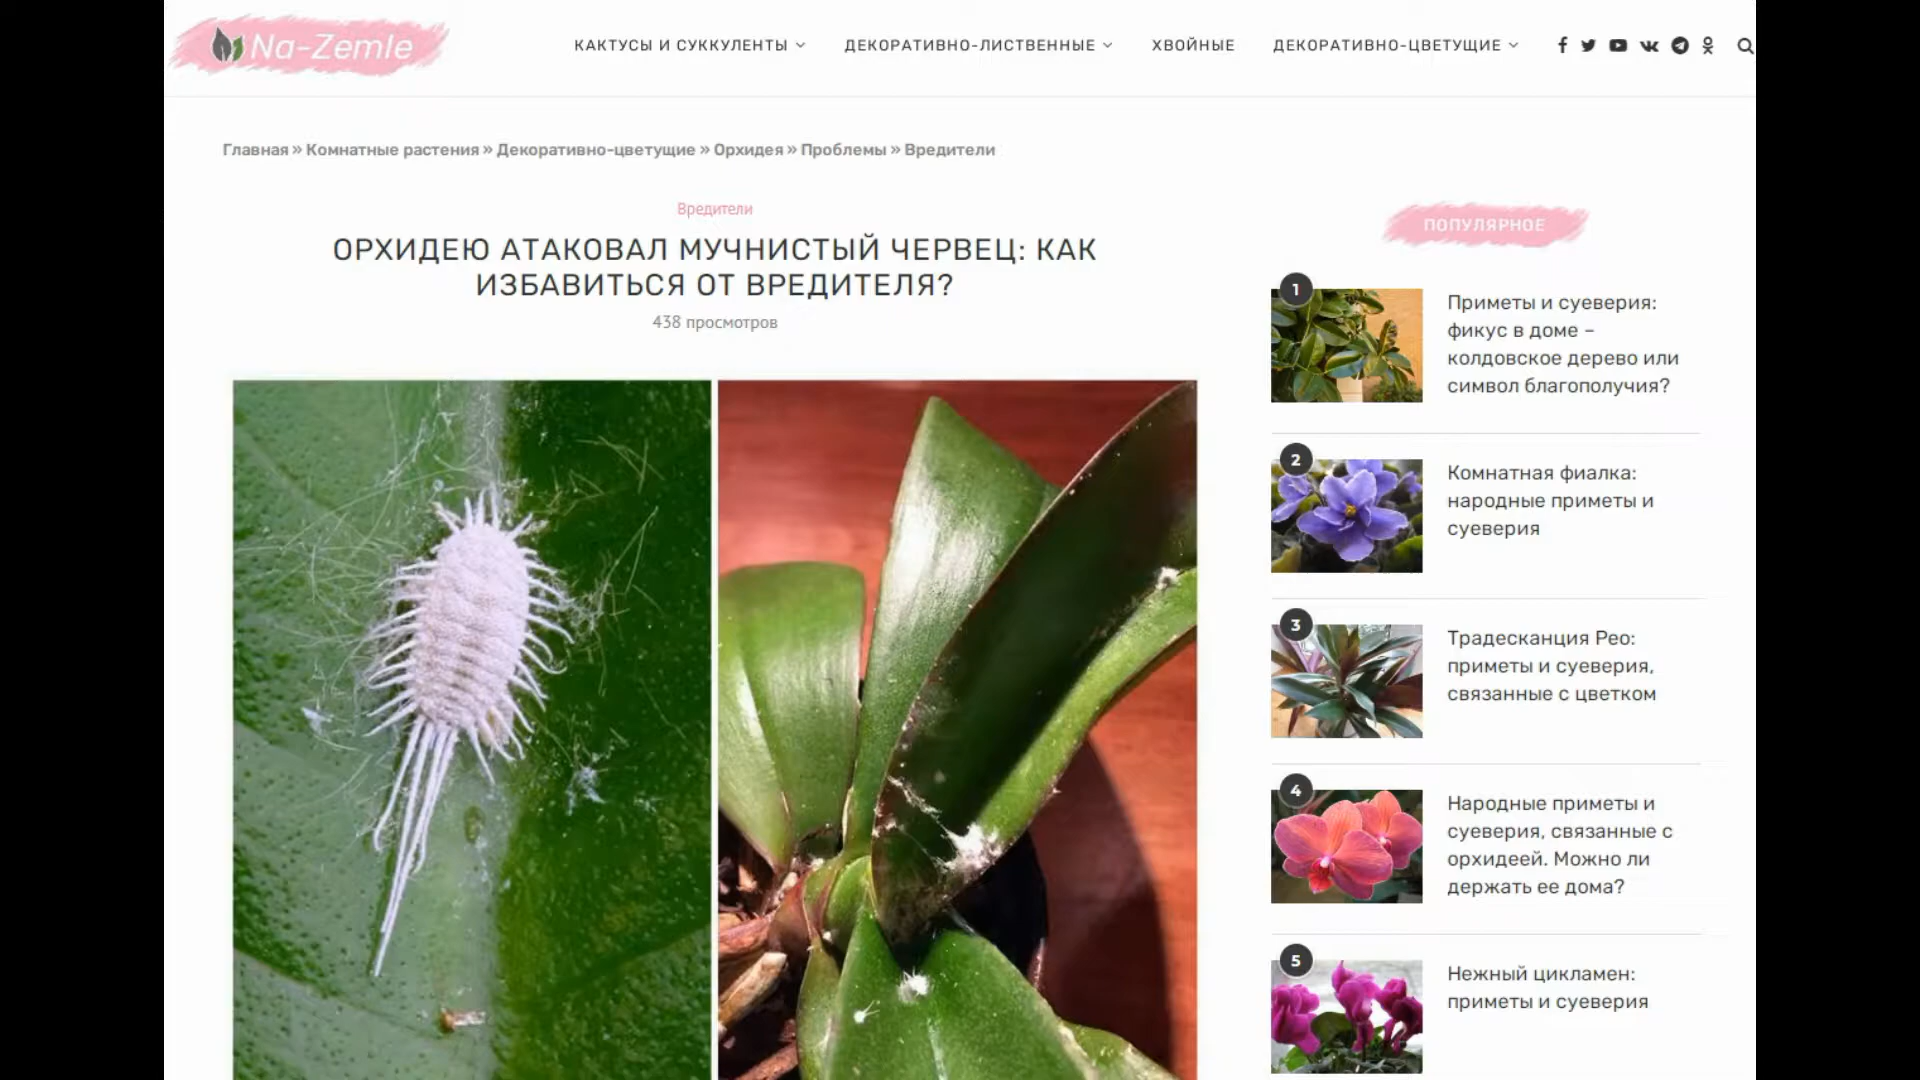 Na-Zemle
КАКТУСЫ И СУККУЛЕНТЫ
ДЕКОРАТИВНО-ЛИСТВЕННЫЕ
ХВОЙНЫЕ
ДЕКОРАТИВНО-ЦВЕТУЩИЕ
Главная » Комнатные растения » Декоративно-цветущие » Орхидея » Проблемы » Вредители
Вредители
ОРХИДЕЮ АТАКОВАЛ МУЧНИСТЫЙ ЧЕРВЕЦ: КАК
ИЗБАВИТЬСЯ ОТ ВРЕДИТЕЛЯ?
438 просмотров
ПОПУЛЯРНОЕ
1
Приметы и суеверия:
фикус в доме –
колдовское дерево или
символ благополучия?
2
Комнатная фиалка:
народные приметы и
суеверия
3
Традесканция Рео:
приметы и суеверия,
связанные с цветком
4
Народные приметы и
суеверия, связанные с
орхидеей. Можно ли
держать ее дома?
5
Нежный цикламен:
приметы и суеверия